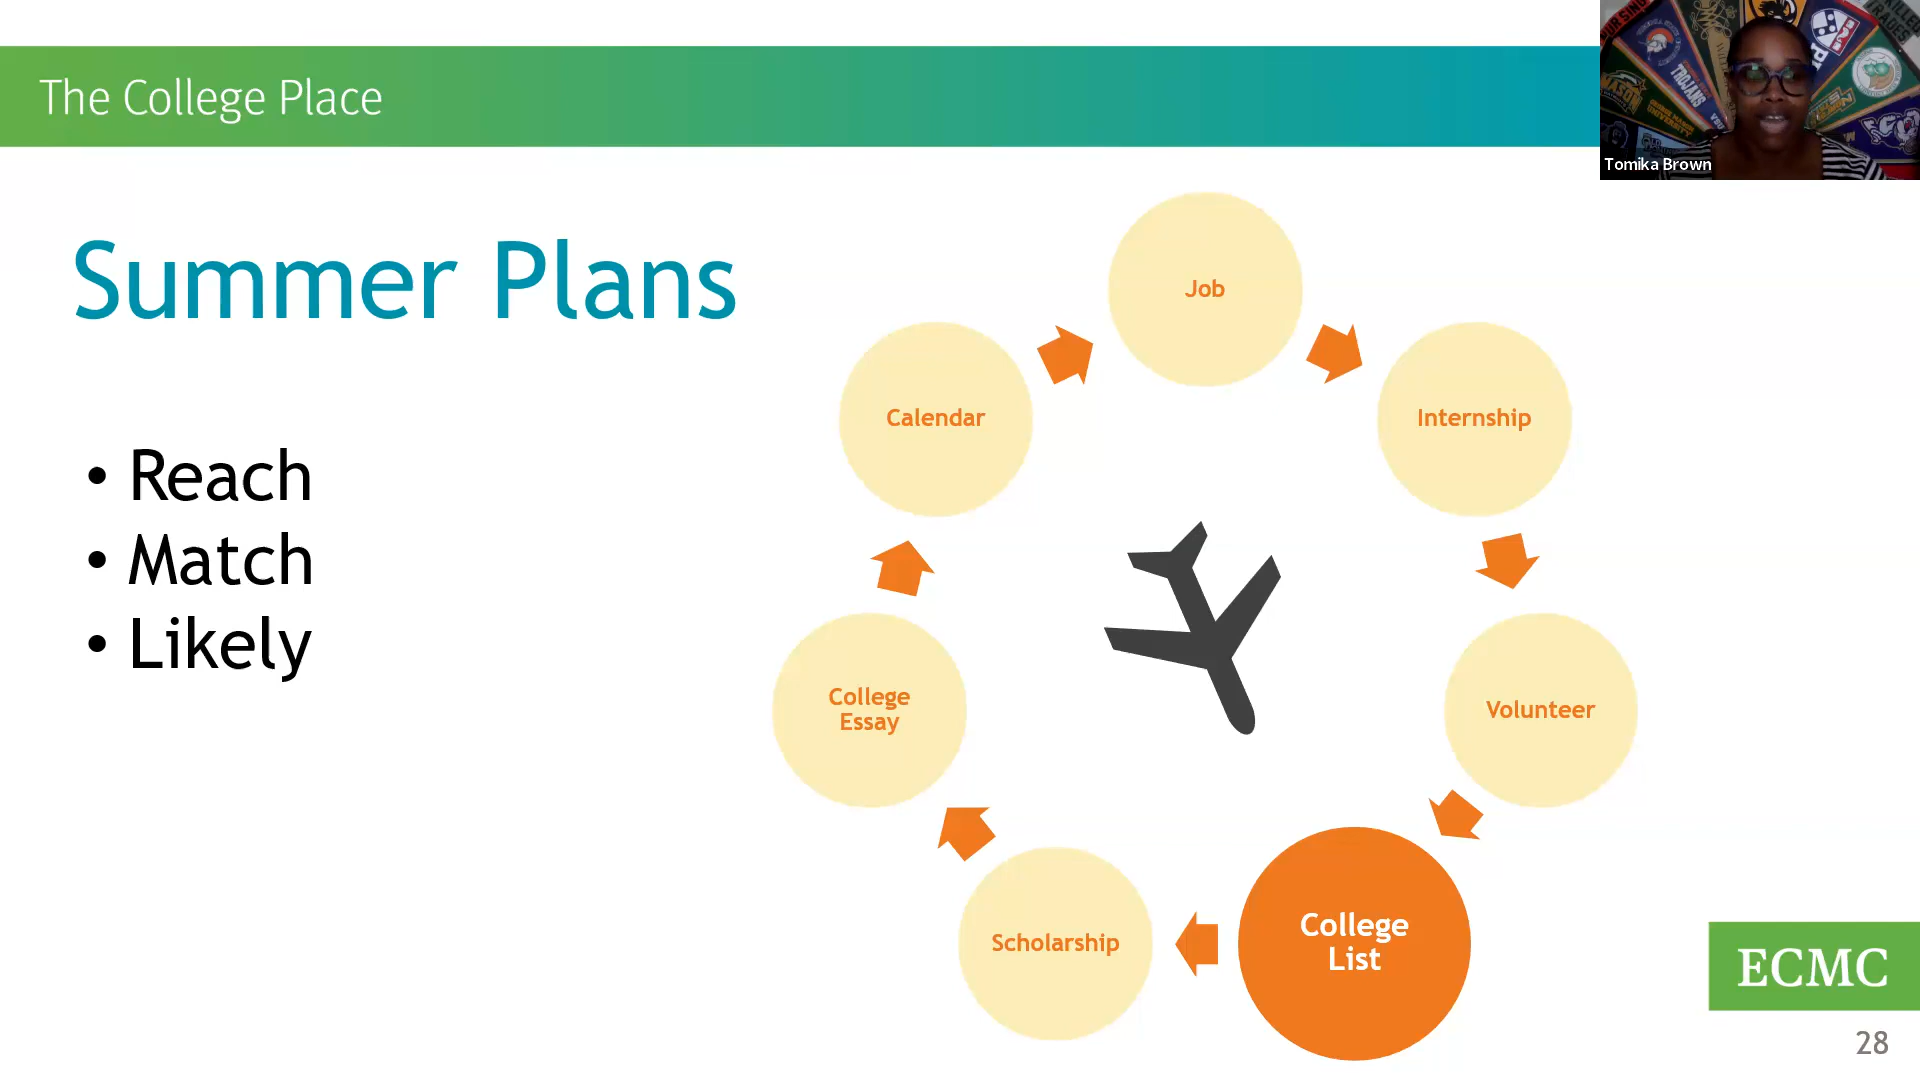 The College Place
Tomika Brown
Summer Plans
• Reach
• Match
• Likely
Job
Internship
Volunteer
College
List
Scholarship
College
Essay
Calendar
ECMC
28
TROJANS